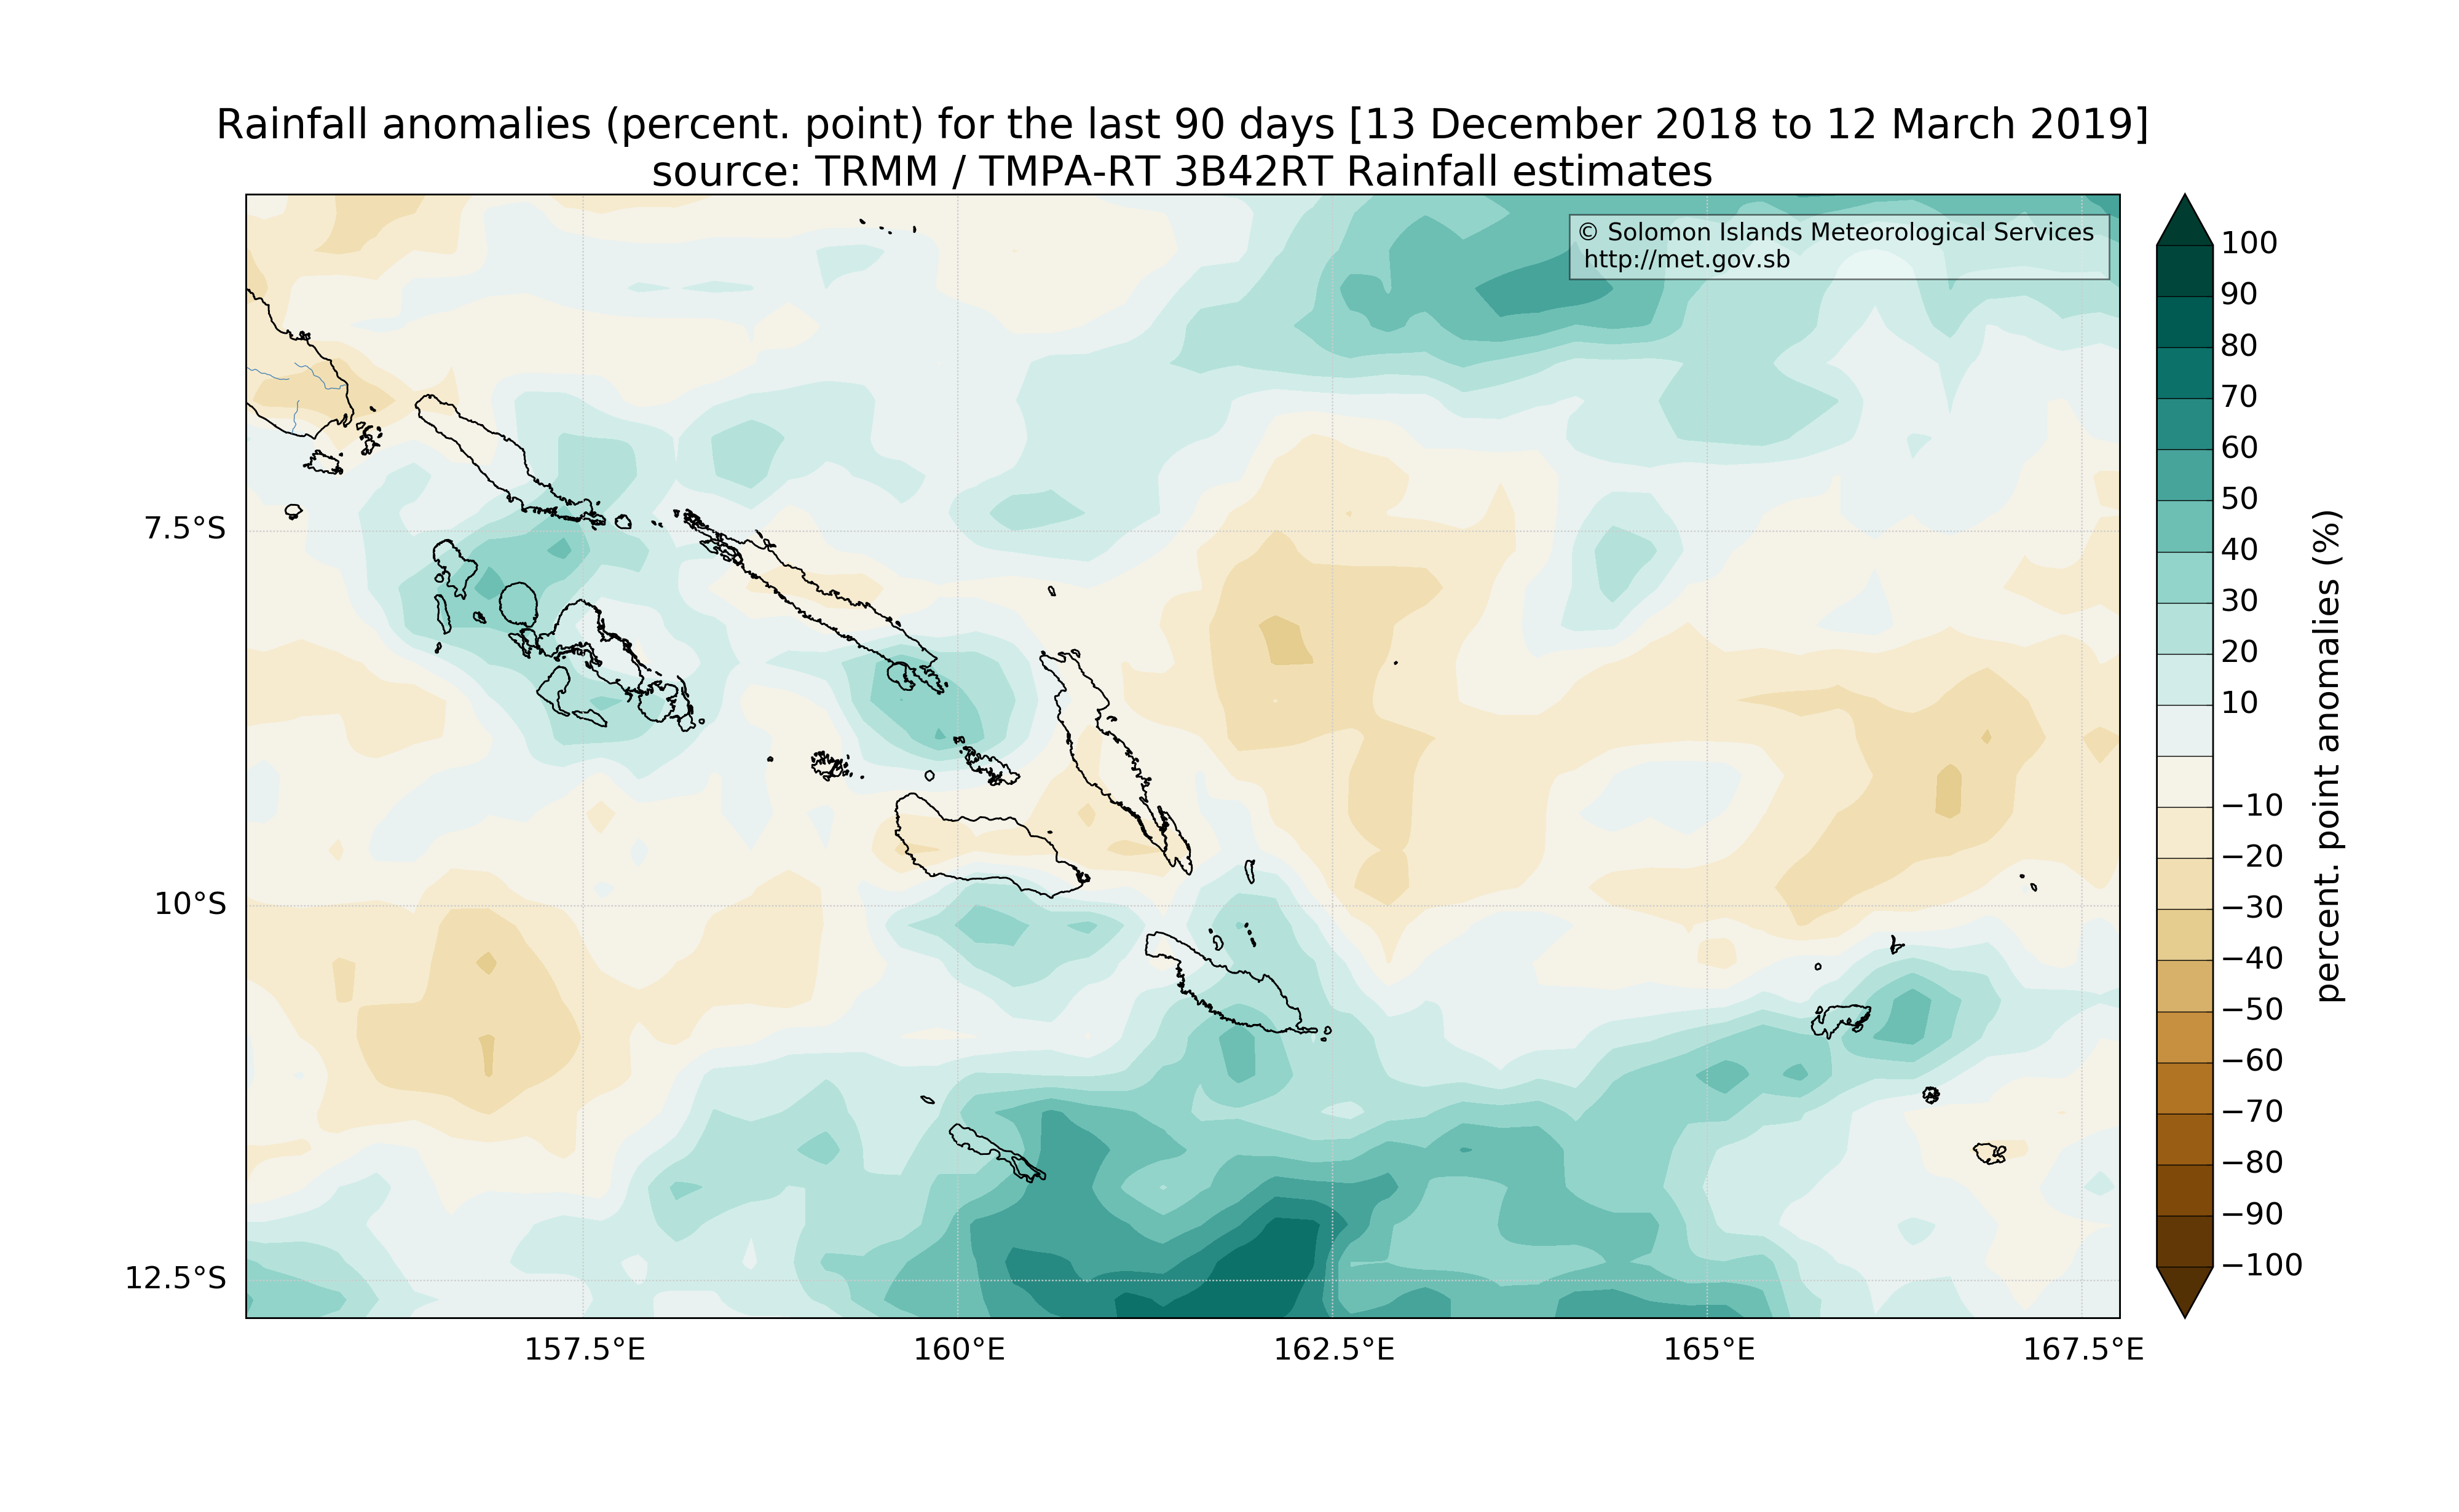 Rainfall anomalies (percent. point) for the last 90 days [13 December 2018 to 12 March 2019]
source: TRMM / TMPA-RT 3B42RT Rainfall estimates
© Solomon Islands Meteorological Services
http://met.gov.sb
7.5°S
10°S
12.5°S
157.5°E
160°E
162.5°E
165°E
167.5°E
100
90
80
70
60
50
40
30
20
10
−10
−20
−30
−40
−50
−60
−70
−80
−90
−100
percent. point anomalies (%)